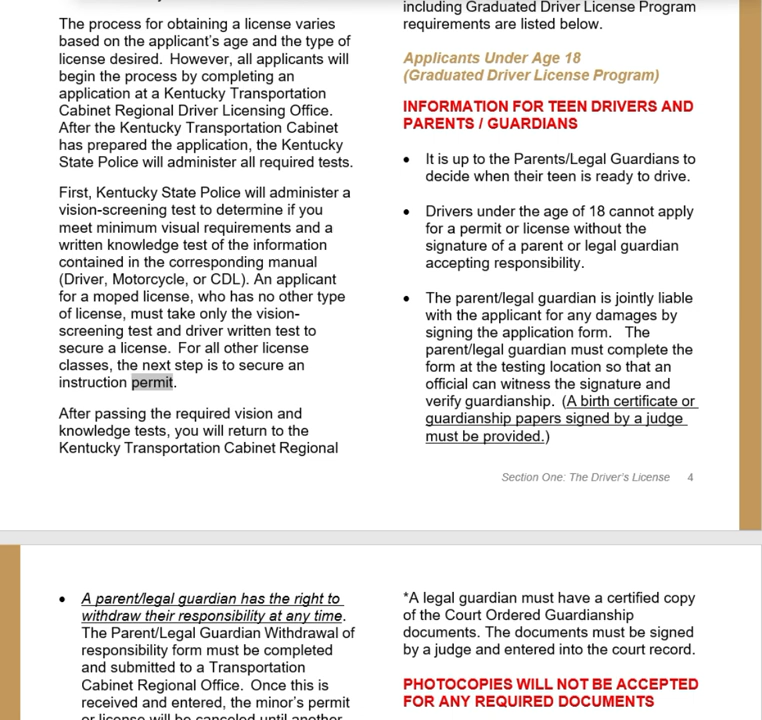 The process for obtaining a license varies
based on the applicant's age and the type of
license desired. However, all applicants will
begin the process by completing an
application at a Kentucky Transportation
Cabinet Regional Driver Licensing Office.
After the Kentucky Transportation Cabinet
has prepared the application, the Kentucky
State Police will administer all required tests.
First, Kentucky State Police will administer a
vision-screening test to determine if you
meet minimum visual requirements and a
written knowledge test of the information
contained in the corresponding manual
(Driver, Motorcycle, or CDL). An applicant
for a moped license, who has no other type
of license, must take only the vision-
screening test and driver written test to
secure a license. For all other license
classes, the next step is to secure an
instruction permit.
After passing the required vision and
knowledge tests, you will return to the
Kentucky Transportation Cabinet Regional
including Graduated Driver License Program
requirements are listed below.
Applicants Under Age 18
(Graduated Driver License Program)
INFORMATION FOR TEEN DRIVERS AND
PARENTS / GUARDIANS
• It is up to the Parents/Legal Guardians to
decide when their teen is ready to drive.
• Drivers under the age of 18 cannot apply
for a permit or license without the
signature of a parent or legal guardian
accepting responsibility.
• The parent/legal guardian is jointly liable
with the applicant for any damages by
signing the application form. The
parent/legal guardian must complete the
form at the testing location so that an
official can witness the signature and
verify guardianship. (A birth certificate or
guardianship papers signed by a judge
must be provided.)
Section One: The Driver's License 4
• A parent/legal guardian has the right to
withdraw their responsibility at any time.
The Parent/Legal Guardian Withdrawal of
responsibility form must be completed
and submitted to a Transportation
Cabinet Regional Office. Once this is
received and entered, the minor's permit
or license will be canceled until another
*A legal guardian must have a certified copy
of the Court Ordered Guardianship
documents. The documents must be signed
by a judge and entered into the court record.
PHOTOCOPIES WILL NOT BE ACCEPTED
FOR ANY REQUIRED DOCUMENTS